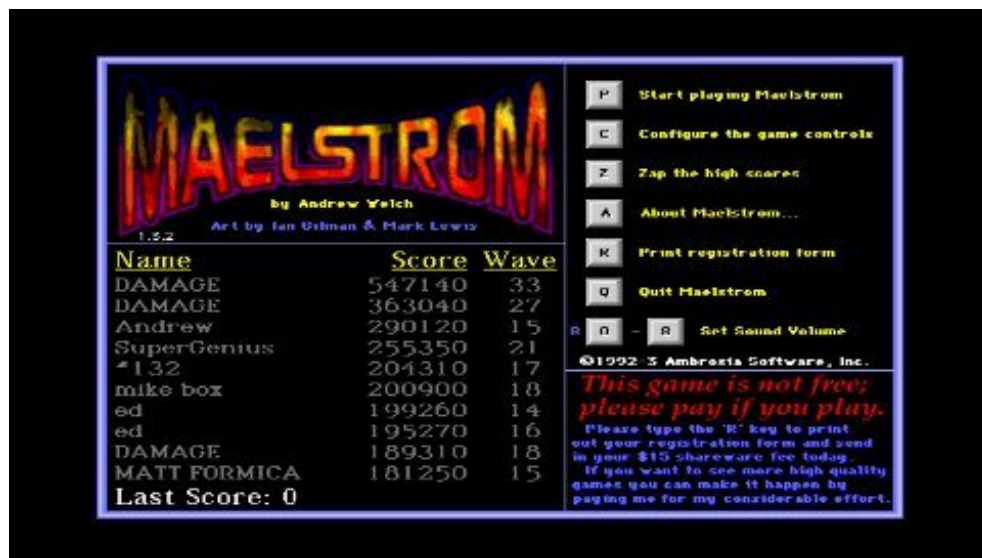 MAELSTROM
by Andrew Welch
Art by Ian Gilman & Mark Lewis
1.3.2
Name Score Wave
DAMAGE 547140 33
DAMAGE 363040 27
Andrew 290120 15
SuperGenius 255350 21
*132 204310 17
mike box 200900 18
ed 199260 14
ed 195270 16
DAMAGE 189310 18
MATT FORMICA 181250 15
Last Score: 0
P Start playing Maelstrom
C Configure the game controls
Z Zap the high scores
A About Maelstrom...
R Print registration form
Q Quit Maelstrom
8 0 - 8 Set Sound Volume
©1992-3 Ambrosia Software, Inc.
This game is not free;
please pay if you play.
Please type the 'R' key to print
out your registration form and send
in your $15 shareware fee today.
If you want to see more high quality
games you can make it happen by
paying me for my considerable effort.